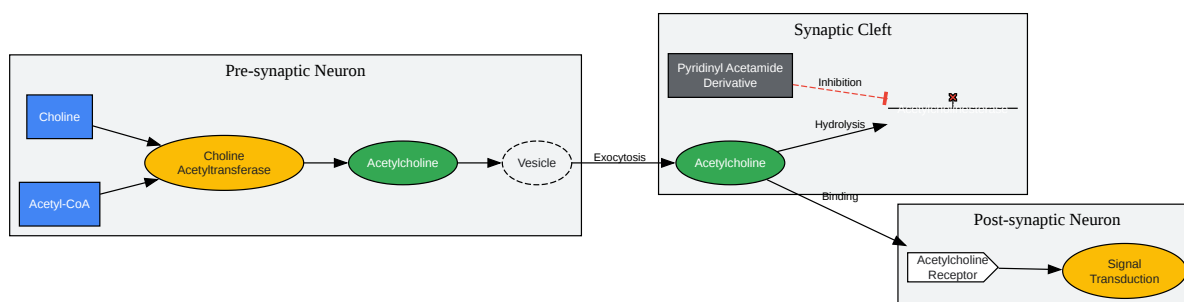 Synaptic Cleft
Pre-synaptic Neuron
Pyridinyl Acetamide
Derivative
Inhibition
Choline
Hydrolysis
Choline
Acetyltransferase
Acetylcholine
Vesicle
Exocytosis
Acetylcholine
Acetyl-CoA
Binding
Post-synaptic Neuron
Acetylcholine
Receptor
Signal
Transduction